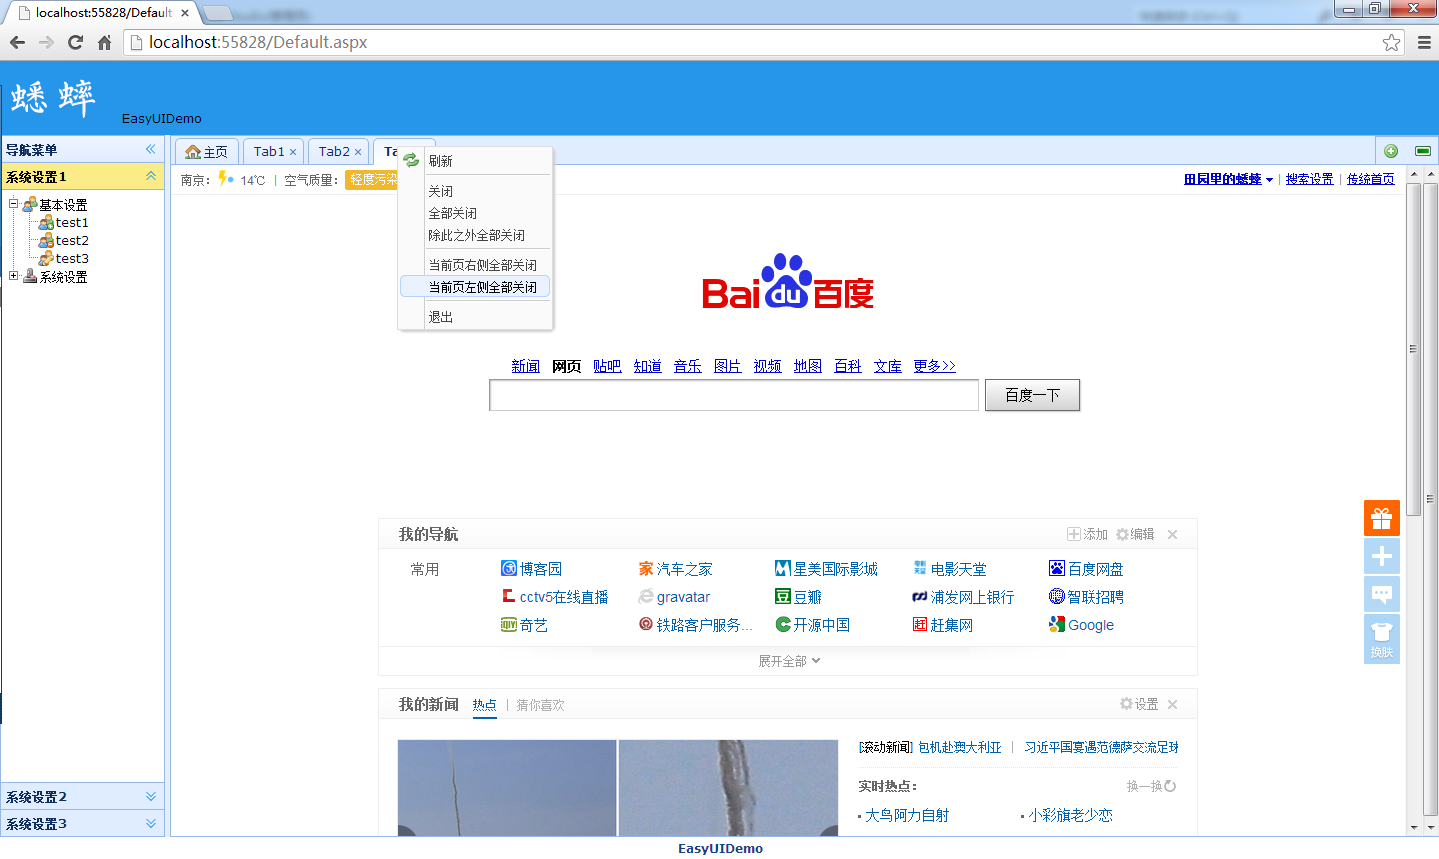 localhost:55828/Default
localhost:55828/Default.aspx
蟋蟀
EasyUIDemo
导航菜单
主页 Tab1 Tab2 Ta
系统设置1
南京: 14℃ | 空气质量: 轻度污染
田园里的蟋蟀 | 搜索设置 | 传统首页
基本设置
test1
test2
test3
系统设置
刷新
关闭
全部关闭
除此之外全部关闭
当前页右侧全部关闭
当前页左侧全部关闭
退出
Bai du 百度
新闻 网页 贴吧 知道 音乐 图片 视频 地图 百科 文库 更多>>
百度一下
我的导航 添加 编辑
常用 博客园 汽车之家 星美国际影城 电影天堂 百度网盘
cctv5在线直播 gravatar 豆瓣 浦发网上银行 智联招聘
奇艺 铁路客户服务... 开源中国 赶集网 Google
展开全部
换肤
我的新闻 热点 | 猜你喜欢 设置
[滚动新闻] 包机赴澳大利亚 | 习近平国宴遇范德萨交流足球
实时热点: 换一换
大鸟阿力自射 小彩旗老少恋
系统设置2
系统设置3
EasyUIDemo